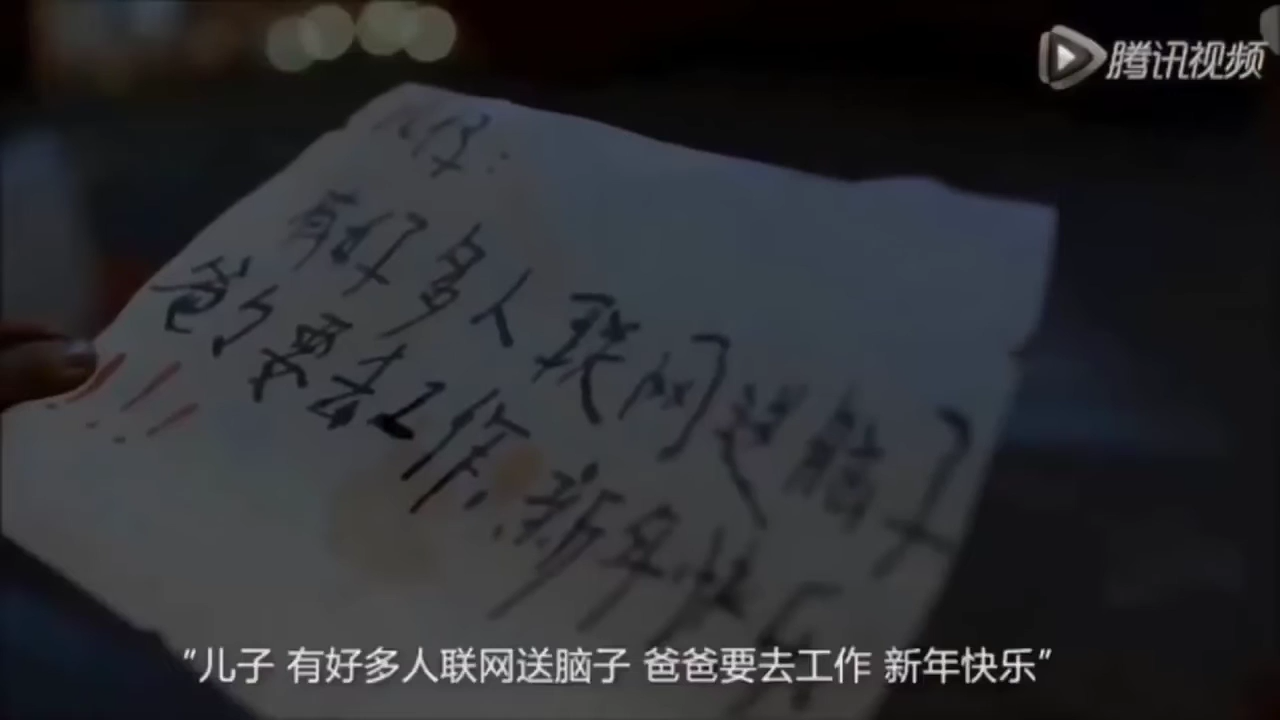 腾讯视频
儿仔：
有好多人联网送脑子
爸爸要去工作，新年快乐
!!!
“儿子 有好多人联网送脑子 爸爸要去工作 新年快乐”